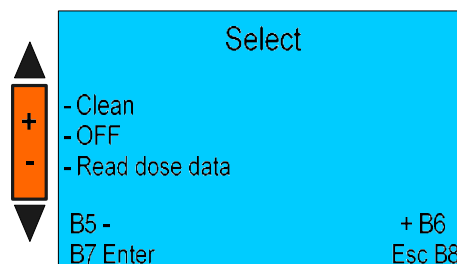 Select
+
-
- Clean
- OFF
- Read dose data
B5 - + B6
B7 Enter Esc B8